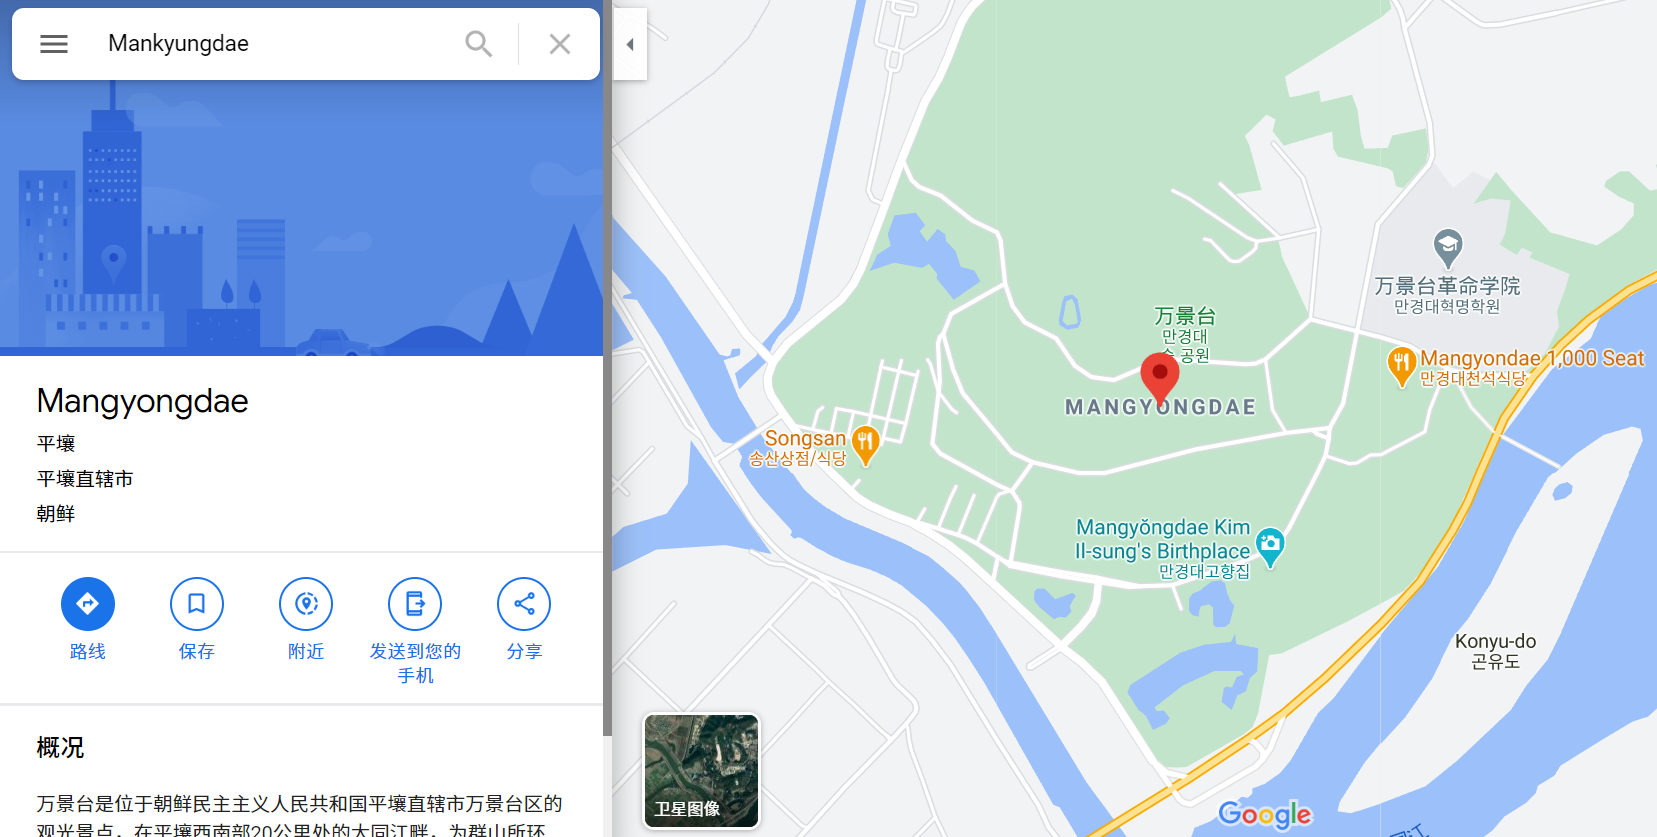 Mankyungdae
Mangyongdae
平壤
平壤直辖市
朝鲜
路线
保存
附近
发送到您的
手机
分享
概况
万景台是位于朝鲜民主主义人民共和国平壤直辖市万景台区的
观光景点，在平壤西南部20公里处的大同江畔，为群山所环
万景台革命学院
만경대혁명학원
万景台
만경대
숲 공원
MANGYONGDAE
Mangyondae 1,000 Seat
만경대천석식당
Songsan
송산상점/식당
Mangyŏngdae Kim
Il-sung's Birthplace
만경대고향집
Konyu-do
곤유도
卫星图像
Google